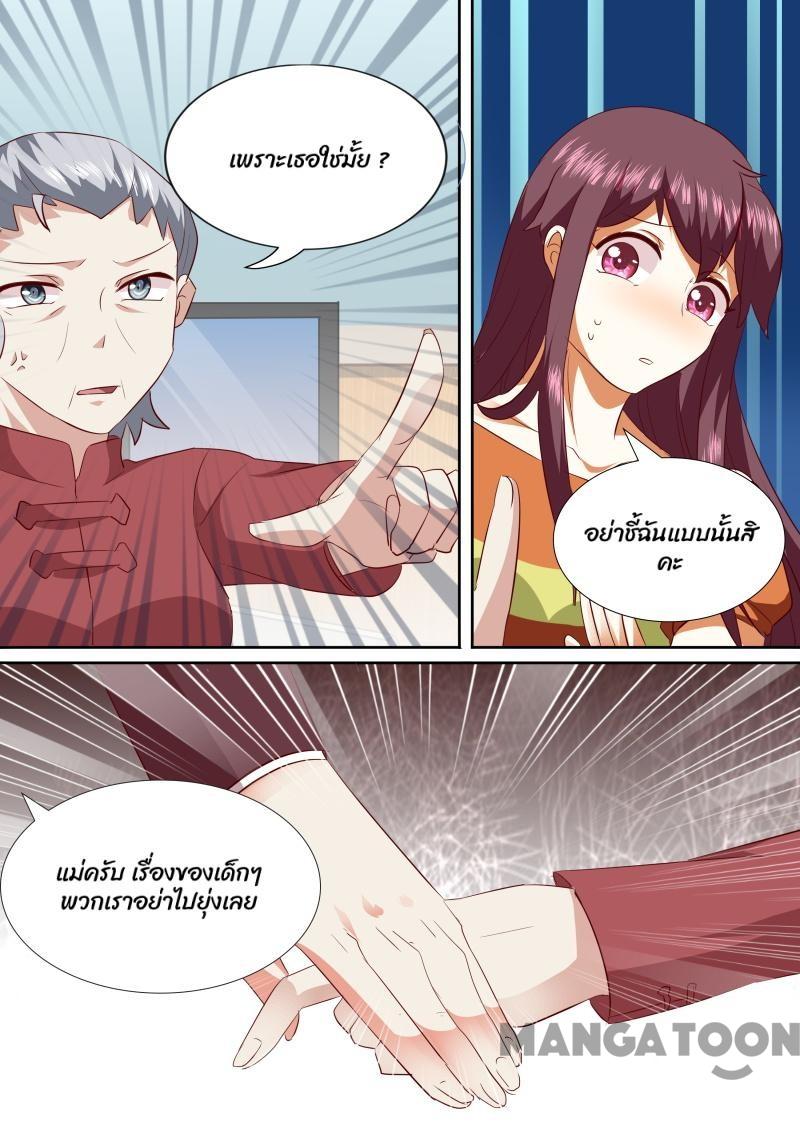 เพราะเธอใช่มั้ย ?
อย่าชี้ฉันแบบนั้นสิ
คะ
แม่ครับ เรื่องของเด็กๆ
พวกเราอย่าไปยุ่งเลย
MANGATOON